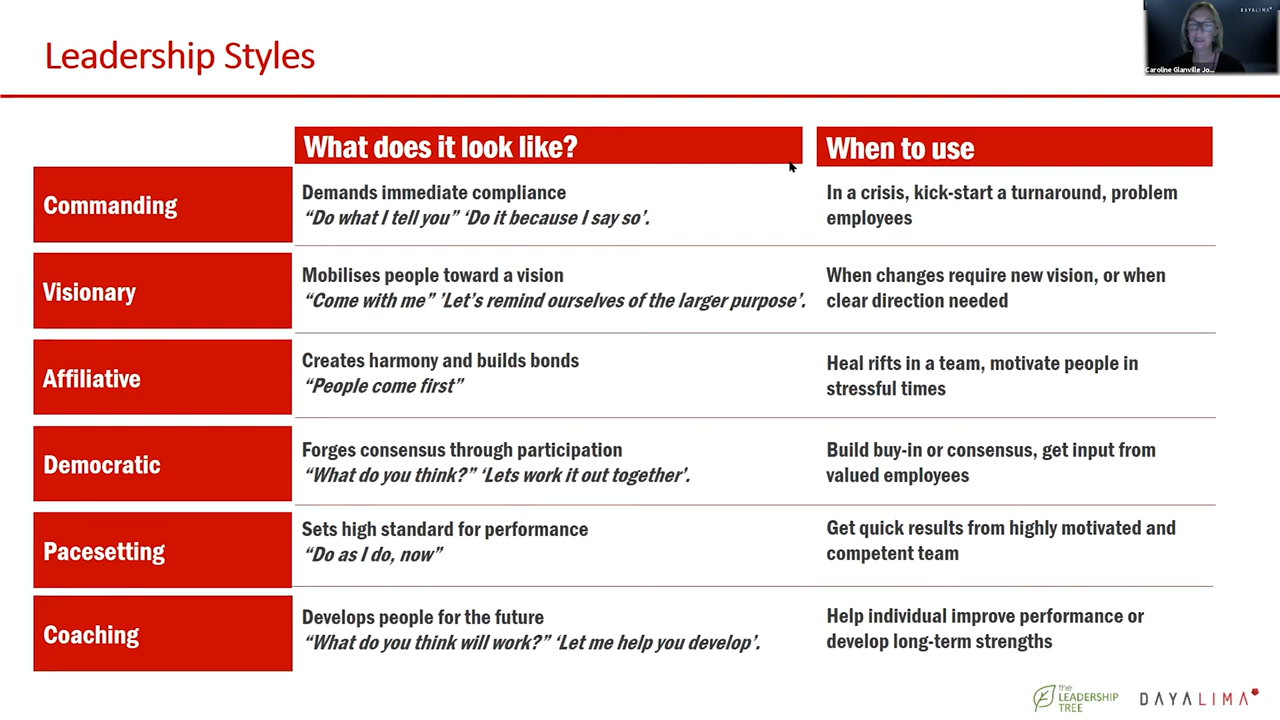 Leadership Styles
DAYALIMA
Caroline Glanville Jo...
What does it look like?
When to use
Commanding
Demands immediate compliance
“Do what I tell you” ‘Do it because I say so’.
In a crisis, kick-start a turnaround, problem
employees
Visionary
Mobilises people toward a vision
“Come with me” ’Let’s remind ourselves of the larger purpose’.
When changes require new vision, or when
clear direction needed
Affiliative
Creates harmony and builds bonds
“People come first”
Heal rifts in a team, motivate people in
stressful times
Democratic
Forges consensus through participation
“What do you think?” ‘Lets work it out together’.
Build buy-in or consensus, get input from
valued employees
Pacesetting
Sets high standard for performance
“Do as I do, now”
Get quick results from highly motivated and
competent team
Coaching
Develops people for the future
“What do you think will work?” ‘Let me help you develop’.
Help individual improve performance or
develop long-term strengths
the
LEADERSHIP
TREE
DAYALIMA